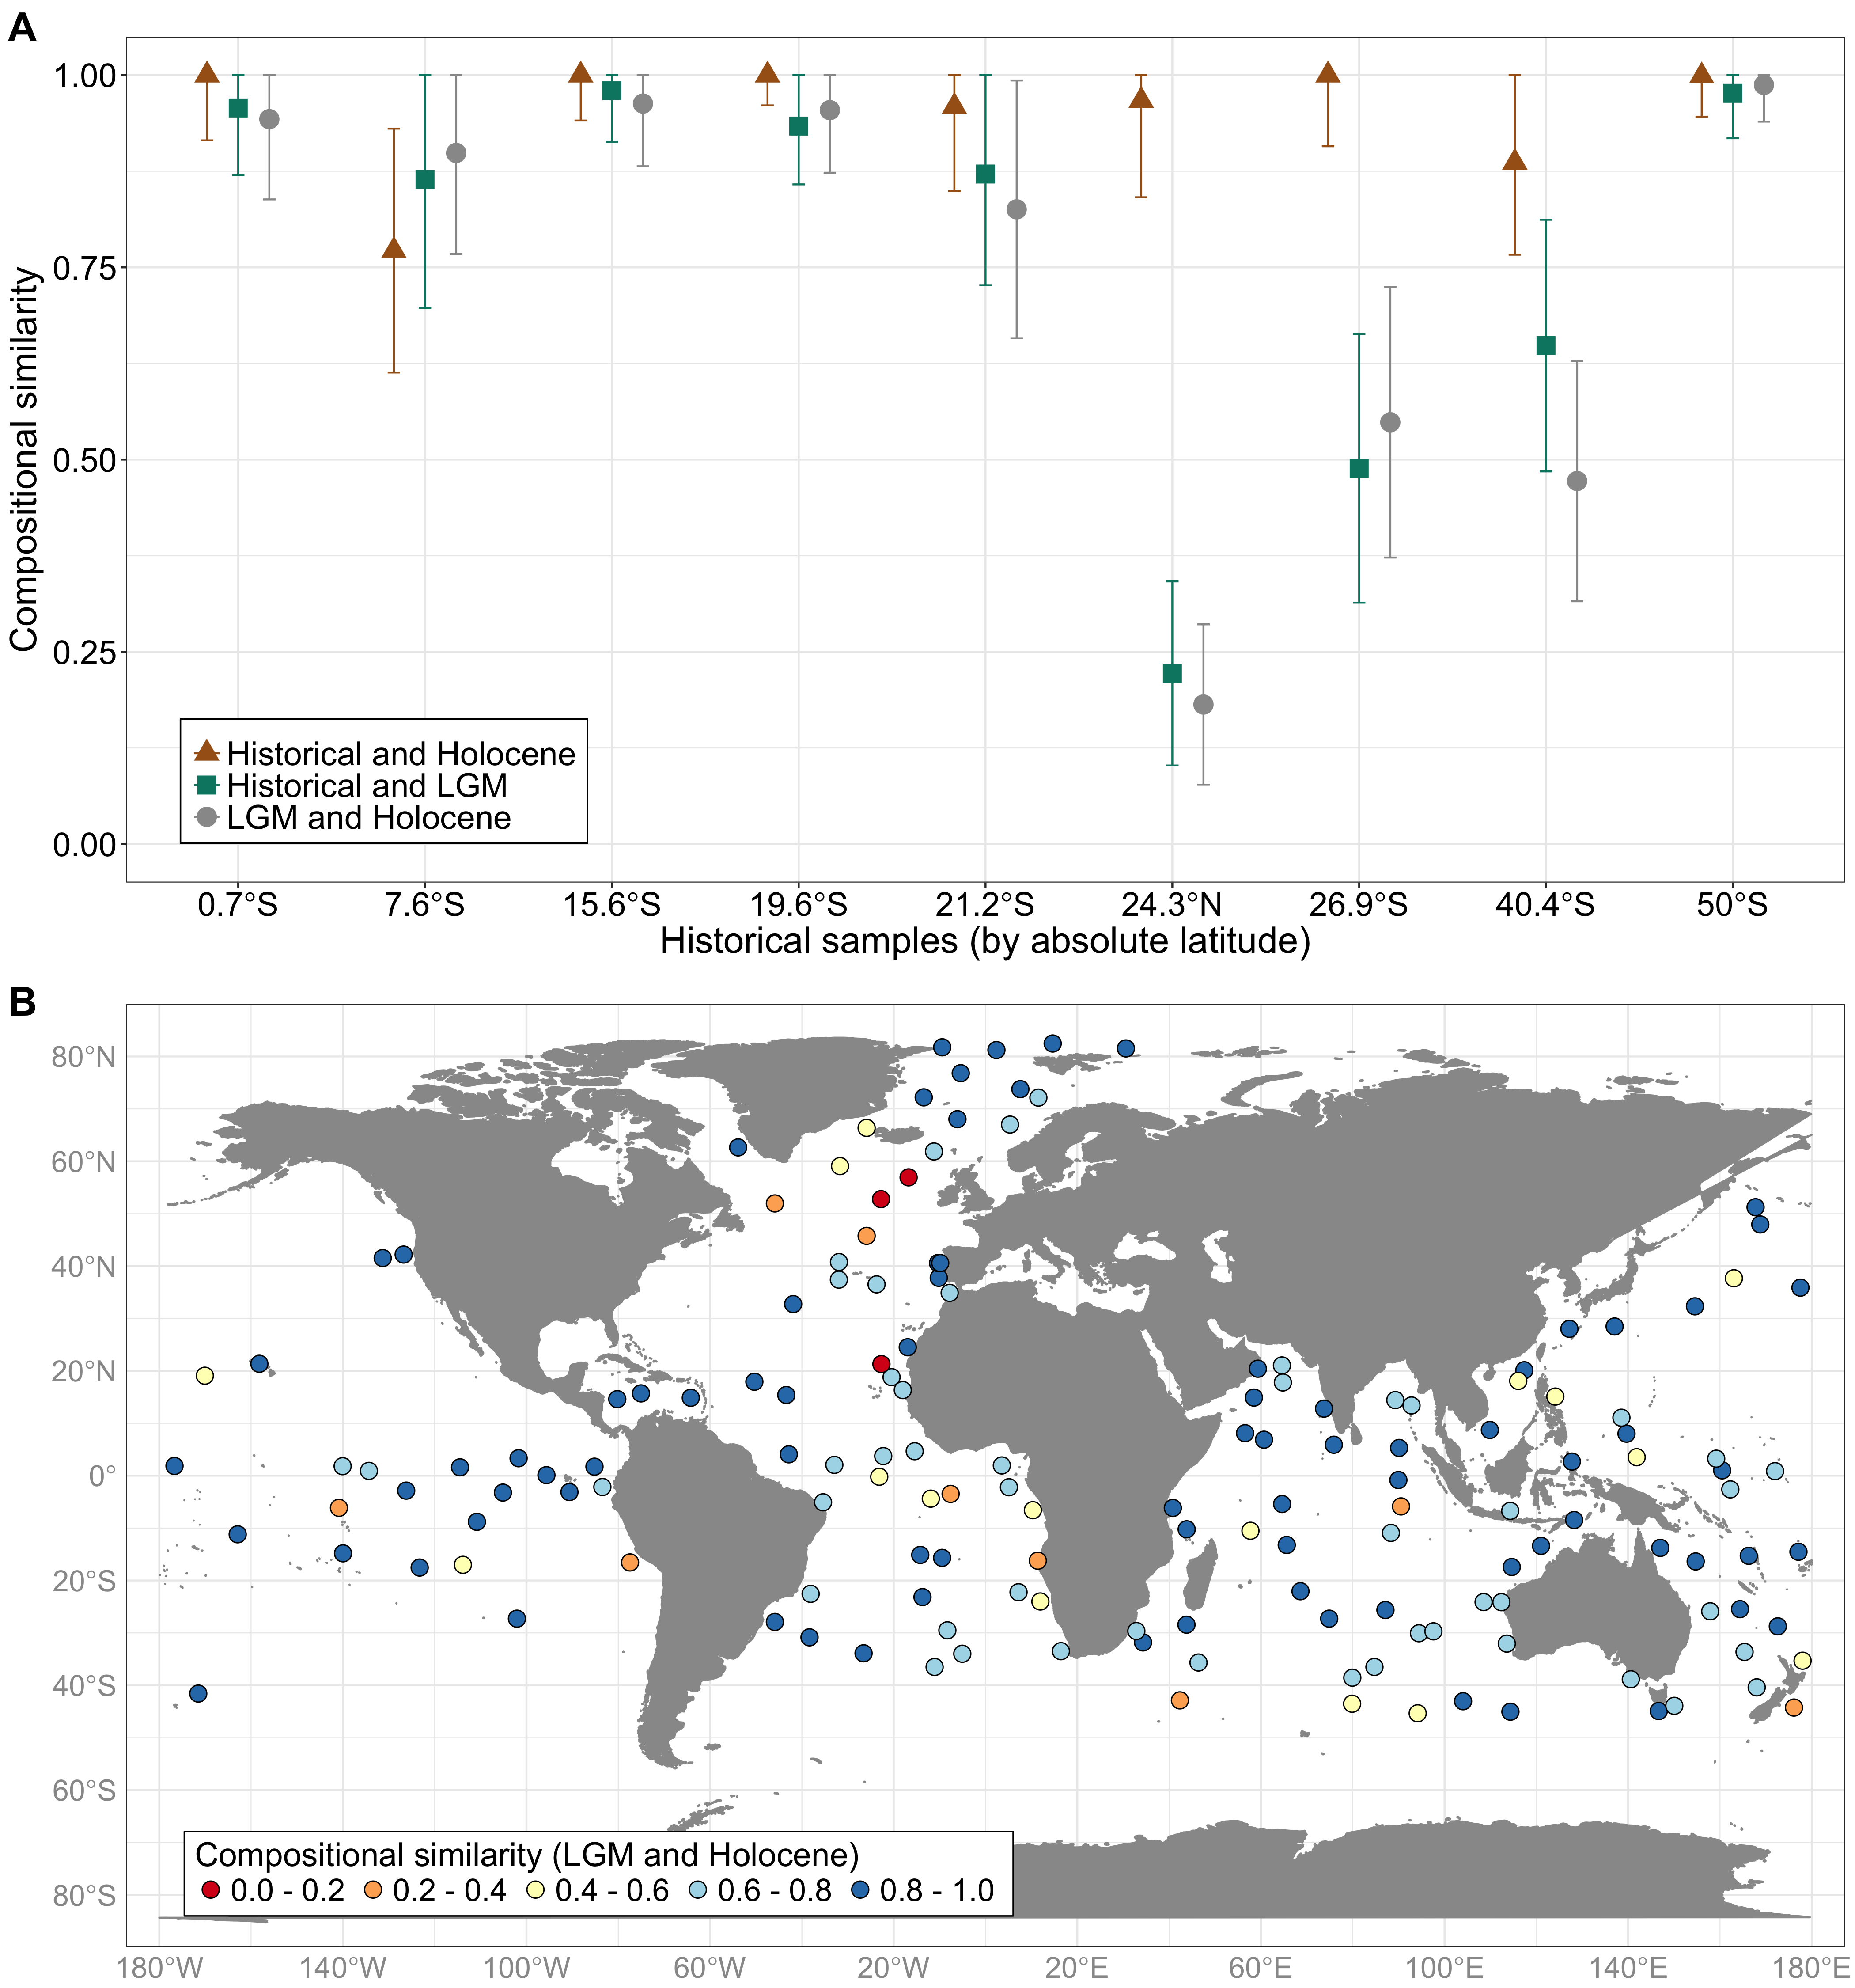 A
1.00
0.75
0.50
0.25
0.00
Compositional similarity
Historical and Holocene
Historical and LGM
LGM and Holocene
0.7°S 7.6°S 15.6°S 19.6°S 21.2°S 24.3°N 26.9°S 40.4°S 50°S
Historical samples (by absolute latitude)
B
80°N
60°N
40°N
20°N
0°
20°S
40°S
60°S
80°S
Compositional similarity (LGM and Holocene)
0.0 - 0.2 0.2 - 0.4 0.4 - 0.6 0.6 - 0.8 0.8 - 1.0
180°W 140°W 100°W 60°W 20°W 20°E 60°E 100°E 140°E 180°E